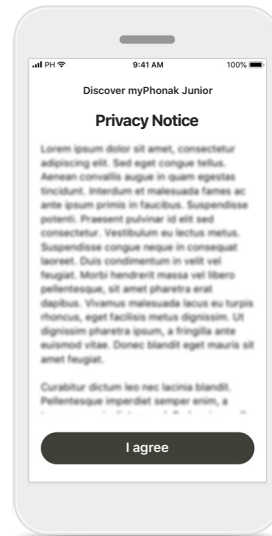 PH
9:41 AM
100%
Discover myPhonak Junior
Privacy Notice
Lorem ipsum dolor sit amet, consectetur
adipiscing elit. Sed eget congue tellus.
Aenean convallis augue in quam egestas
tincidunt. Interdum et malesuada fames ac
ante ipsum primis in faucibus. Suspendisse
potenti. Praesent pulvinar id elit sed
consectetur. Vestibulum eu lectus metus.
Suspendisse congue neque in consequat
laoreet. Duis condimentum in velit vel
feugiat. Morbi hendrerit massa vel libero
pellentesque, sit amet pharetra erat
dapibus. Vivamus malesuada lacus eu turpis
rhoncus, eget facilisis metus dignissim. Ut
dignissim pharetra ipsum, a fringilla ante
euismod vitae. Donec blandit eget mauris sit
amet feugiat.
Curabitur dictum leo nec lacinia blandit.
Pellentesque imperdiet semper enim, a
I agree